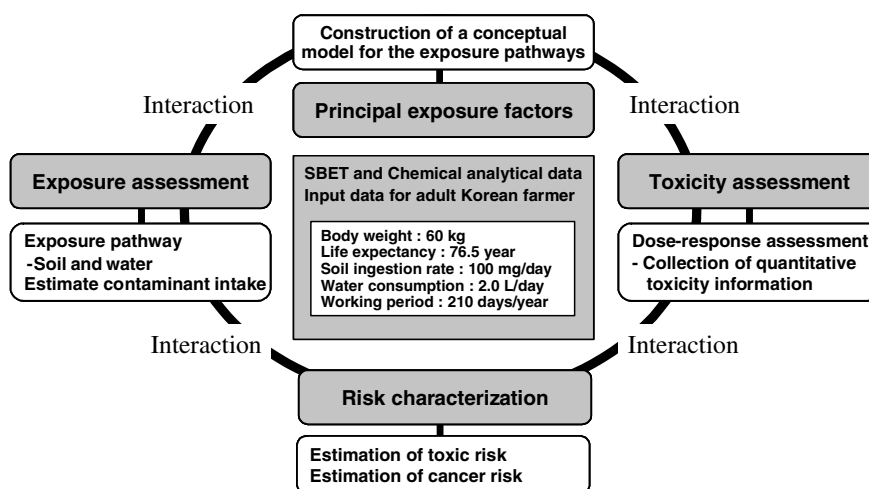 Construction of a conceptual
model for the exposure pathways
Interaction
Interaction
Principal exposure factors
Exposure assessment
SBET and Chemical analytical data
Input data for adult Korean farmer
Toxicity assessment
Exposure pathway
-Soil and water
Estimate contaminant intake
Body weight : 60 kg
Life expectancy : 76.5 year
Soil ingestion rate : 100 mg/day
Water consumption : 2.0 L/day
Working period : 210 days/year
Dose-response assessment
- Collection of quantitative
toxicity information
Interaction
Interaction
Risk characterization
Estimation of toxic risk
Estimation of cancer risk